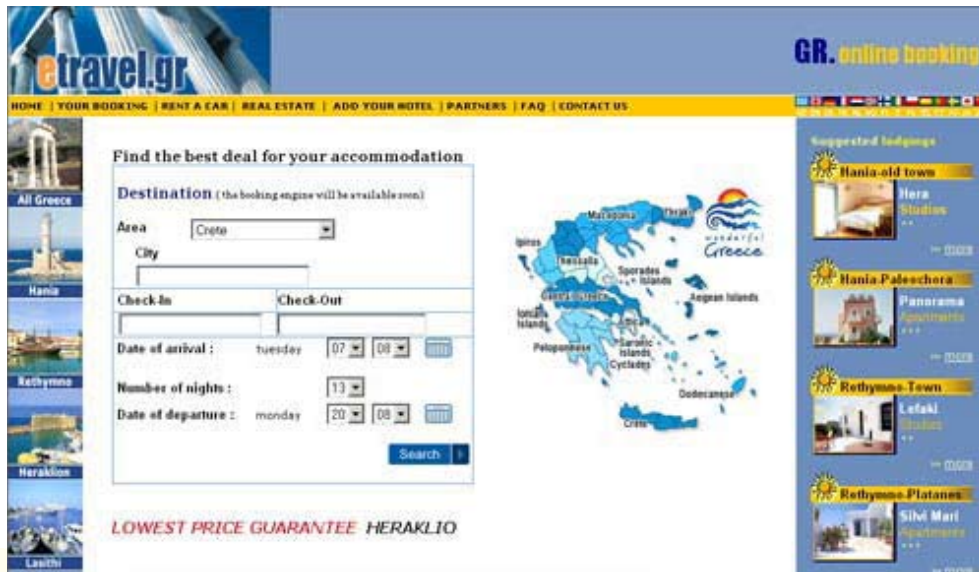 etravel.gr
GR. online booking
HOME | YOUR BOOKING | RENT A CAR | REAL ESTATE | ADD YOUR HOTEL | PARTNERS | FAQ | CONTACT US
All Greece
Hania
Rethymno
Heraklion
Lasithi
Find the best deal for your accommodation
Destination ( the booking engine will be available soon)
Area Crete
City
Check-In Check-Out
Date of arrival : tuesday 07 08
Number of nights : 13
Date of departure : monday 20 08
Search
LOWEST PRICE GUARANTEE HERAKLIO
wonderful
Greece
Macedonia
Thraki
Ipiros
Thessalia
Sporades
Islands
Central Greece
Aegean Islands
Ionian
Islands
Attica
Peloponnese
Saronic
Islands
Cyclades
Dodecanese
Crete
Suggested lodgings
Hania-old town
Hera
Studios
more
Hania-Paleochora
Panorama
Apartments
more
Rethymno-Town
Lefaki
Studios
more
Rethymno-Platanes
Silvi Mari
Apartments
more